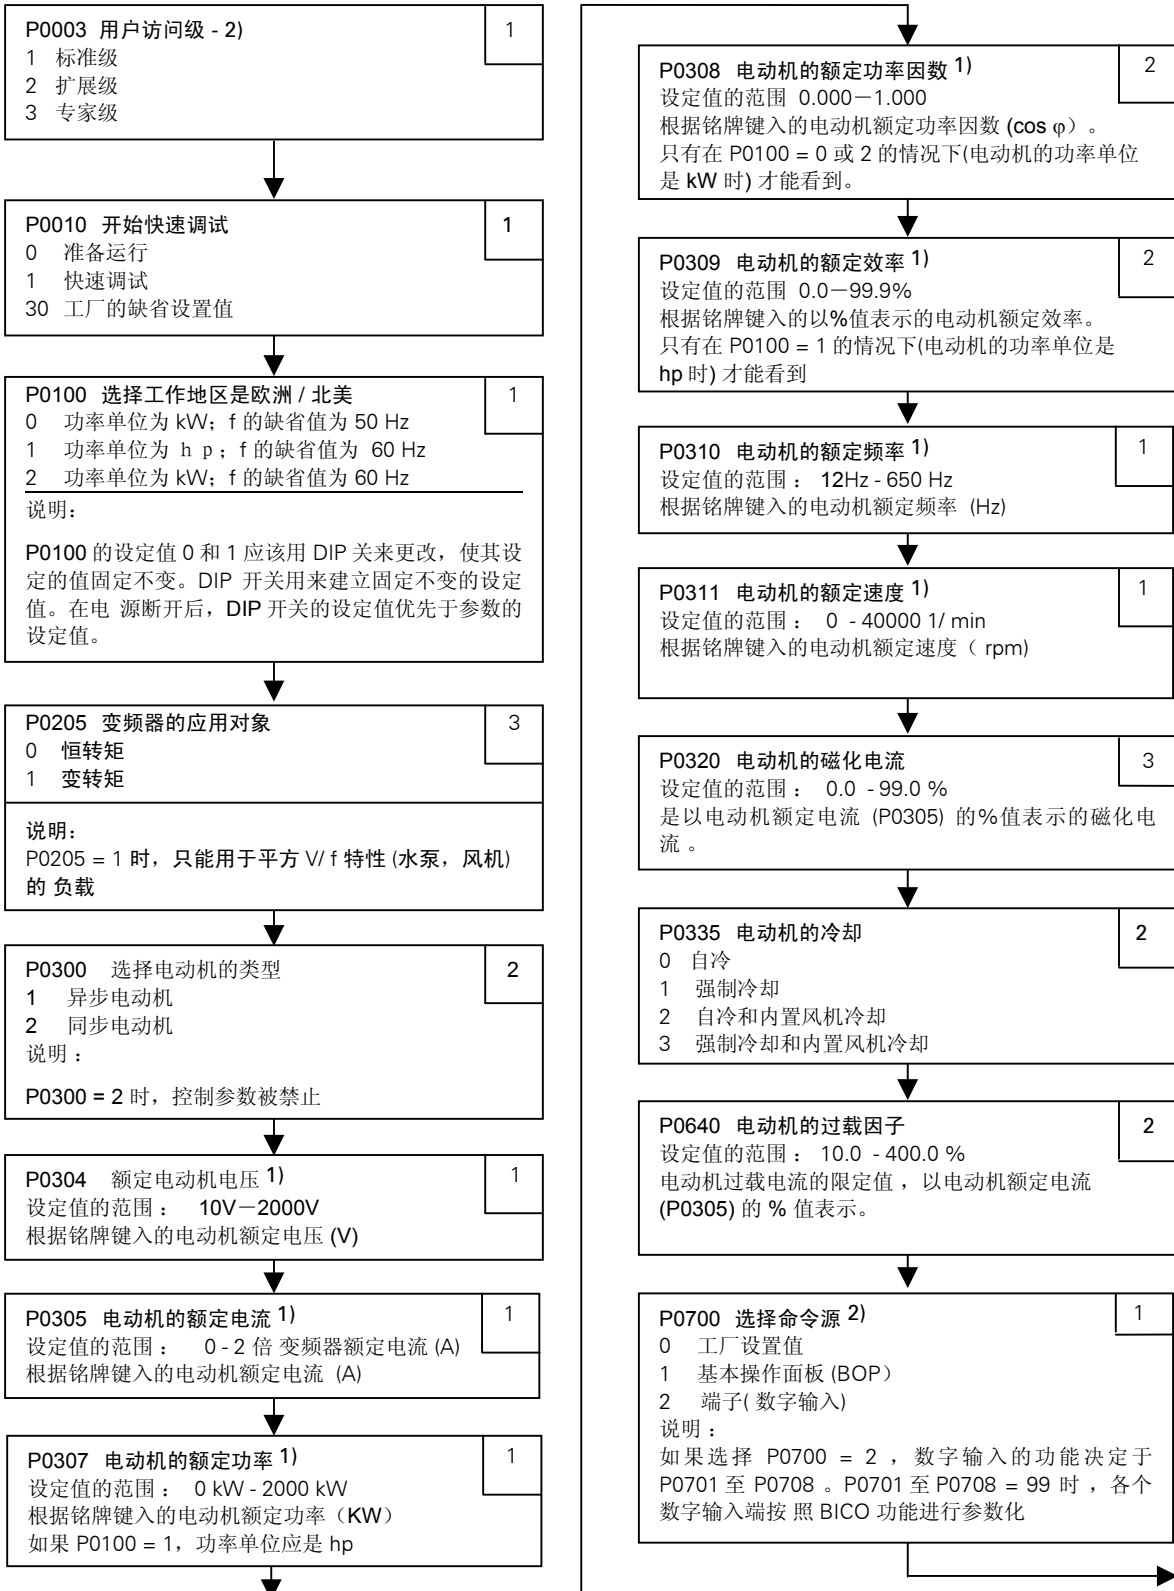 P0003 用户访问级 - 2)
1
1 标准级
2 扩展级
3 专家级
P0010 开始快速调试
1
0 准备运行
1 快速调试
30 工厂的缺省设置值
P0100 选择工作地区是欧洲 / 北美
1
0 功率单位为 kW；f 的缺省值为 50 Hz
1 功率单位为 ｈｐ；f 的缺省值为 60 Hz
2 功率单位为 kW；f 的缺省值为 60 Hz
说明：
P0100 的设定值 0 和 1 应该用 DIP 关来更改，使其设
定的值固定不变。DIP 开关用来建立固定不变的设定
值。在电 源断开后，DIP 开关的设定值优先于参数的
设定值。
P0205 变频器的应用对象
3
0 恒转矩
1 变转矩
说明：
P0205 = 1 时，只能用于平方 V/ f 特性 (水泵，风机)
的 负载
P0300 选择电动机的类型
2
1 异步电动机
2 同步电动机
说明：
P0300 = 2 时，控制参数被禁止
P0304 额定电动机电压 1)
1
设定值的范围： 10V－2000V
根据铭牌键入的电动机额定电压 (V)
P0305 电动机的额定电流 1)
1
设定值的范围： 0 - 2 倍 变频器额定电流 (A)
根据铭牌键入的电动机额定电流 (A)
P0307 电动机的额定功率 1)
1
设定值的范围： 0 kW - 2000 kW
根据铭牌键入的电动机额定功率（KW）
如果 P0100 = 1，功率单位应是 hp
P0308 电动机的额定功率因数 1)
2
设定值的范围 0.000－1.000
根据铭牌键入的电动机额定功率因数 (cos φ）。
只有在 P0100 = 0 或 2 的情况下(电动机的功率单位
是 kW 时) 才能看到。
P0309 电动机的额定效率 1)
2
设定值的范围 0.0－99.9%
根据铭牌键入的以%值表示的电动机额定效率。
只有在 P0100 = 1 的情况下(电动机的功率单位是
hp 时) 才能看到
P0310 电动机的额定频率 1)
1
设定值的范围： 12Hz - 650 Hz
根据铭牌键入的电动机额定频率 (Hz)
P0311 电动机的额定速度 1)
1
设定值的范围： 0 - 40000 1/ min
根据铭牌键入的电动机额定速度（ rpm)
P0320 电动机的磁化电流
3
设定值的范围： 0.0 - 99.0 %
是以电动机额定电流 (P0305) 的%值表示的磁化电
流 。
P0335 电动机的冷却
2
0 自冷
1 强制冷却
2 自冷和内置风机冷却
3 强制冷却和内置风机冷却
P0640 电动机的过载因子
2
设定值的范围： 10.0 - 400.0 %
电动机过载电流的限定值 ，以电动机额定电流
(P0305) 的 % 值表示。
P0700 选择命令源 2)
1
0 工厂设置值
1 基本操作面板 (BOP）
2 端子( 数字输入)
说明：
如果选择 P0700 = 2 ，数字输入的功能决定于
P0701 至 P0708 。P0701 至 P0708 = 99 时 ，各个
数字输入端按 照 BICO 功能进行参数化